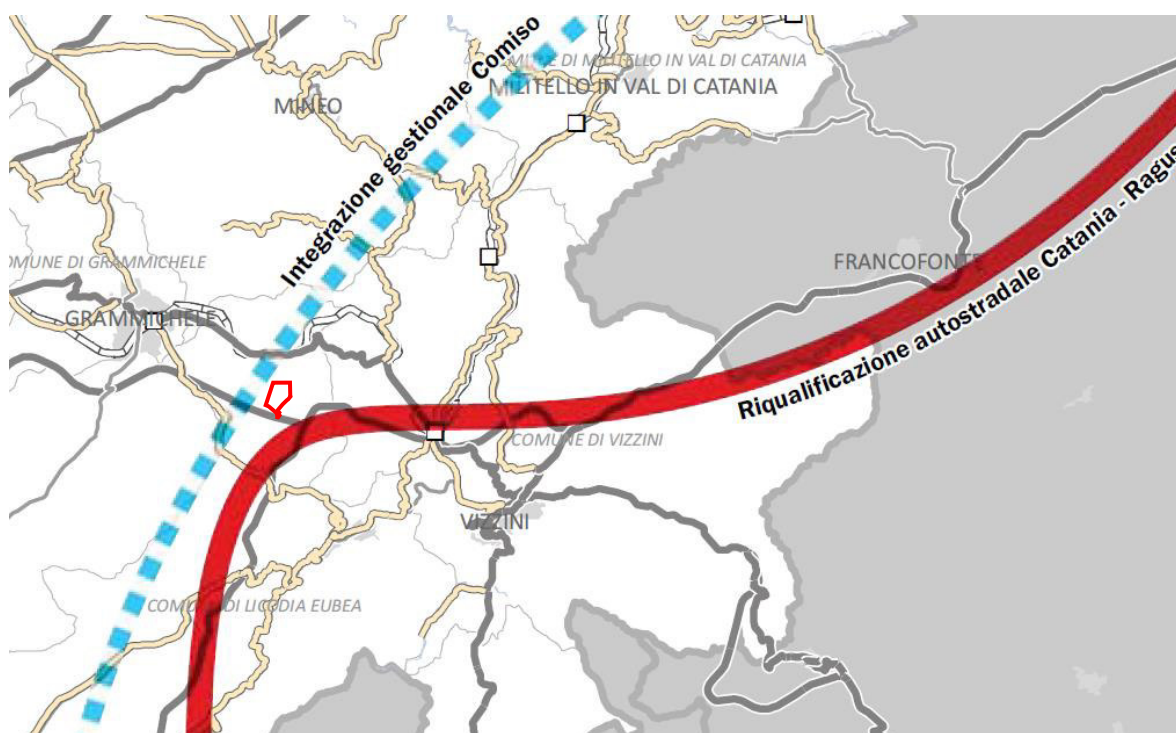 COMUNE DI MILITELLO IN VAL DI CATANIA
MILITELLO IN VAL DI CATANIA
MINEO
Integrazione gestionale Comiso
OMUNE DI GRAMMICHELE
GRAMMICHELE
FRANCOFONTE
Riqualificazione autostradale Catania - Ragus
COMUNE DI VIZZINI
VIZZINI
COMUNE DI LICODIA EUBEA